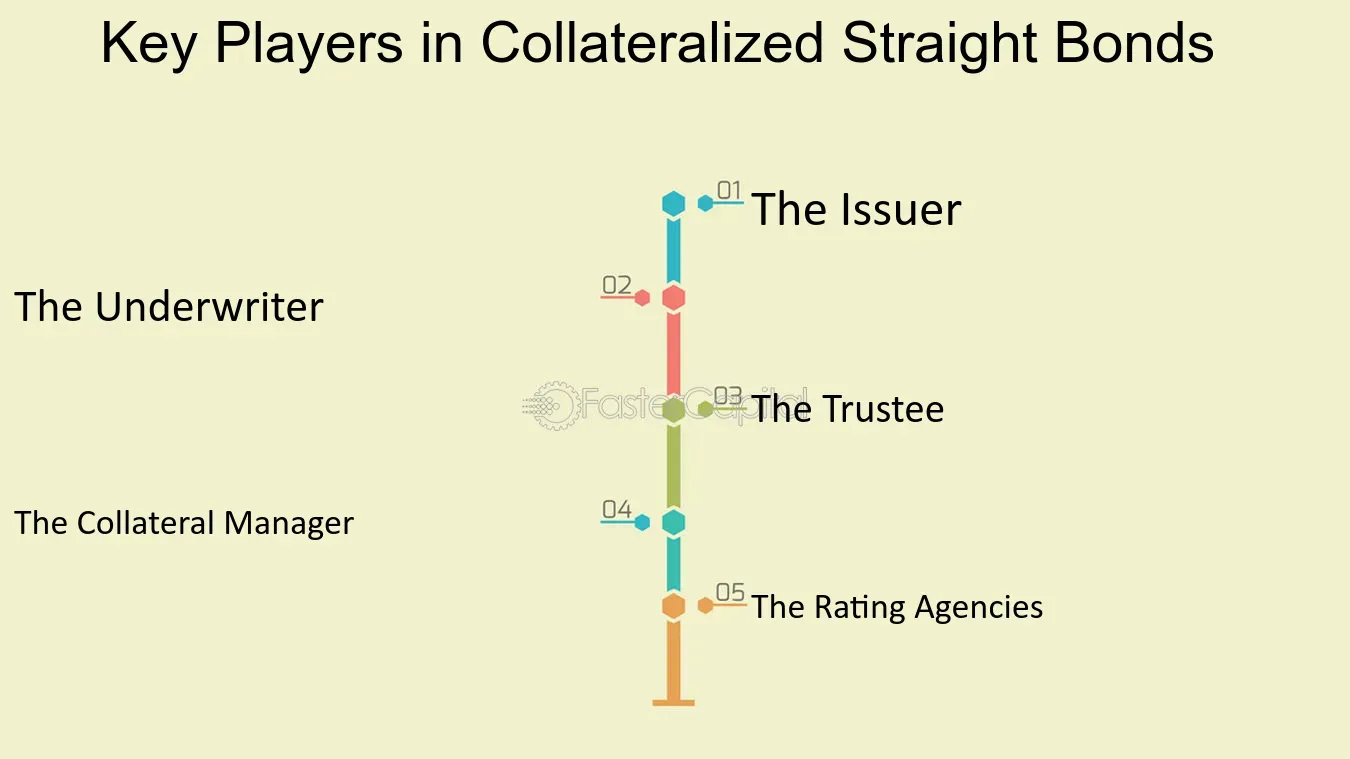 Key Players in Collateralized Straight Bonds
01
The Issuer
02
The Underwriter
FasterCapital
03
The Trustee
04
The Collateral Manager
05
The Rating Agencies